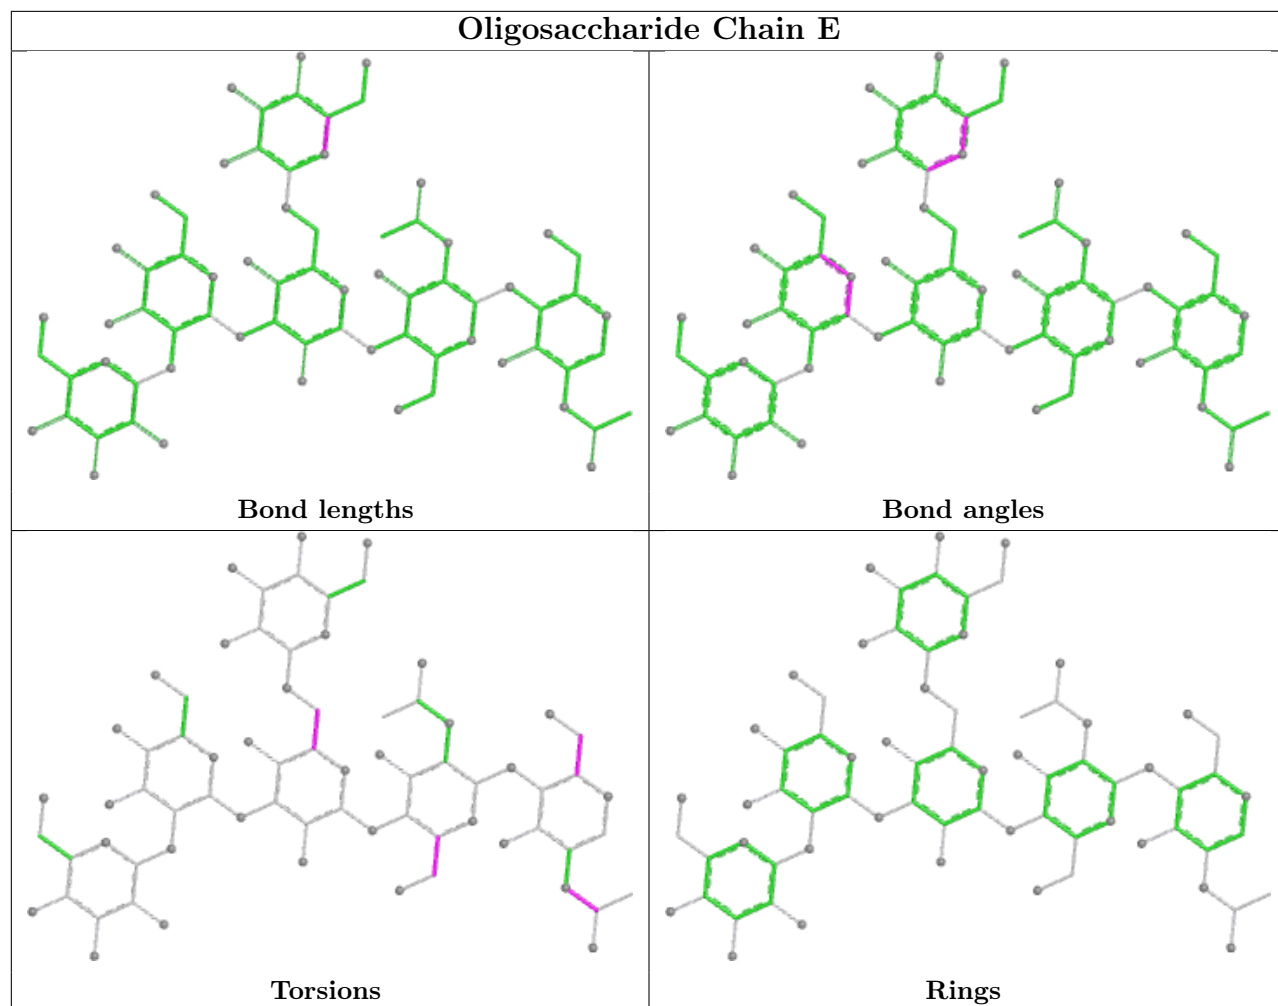 Oligosaccharide Chain E
Bond lengths
Bond angles
Torsions
Rings